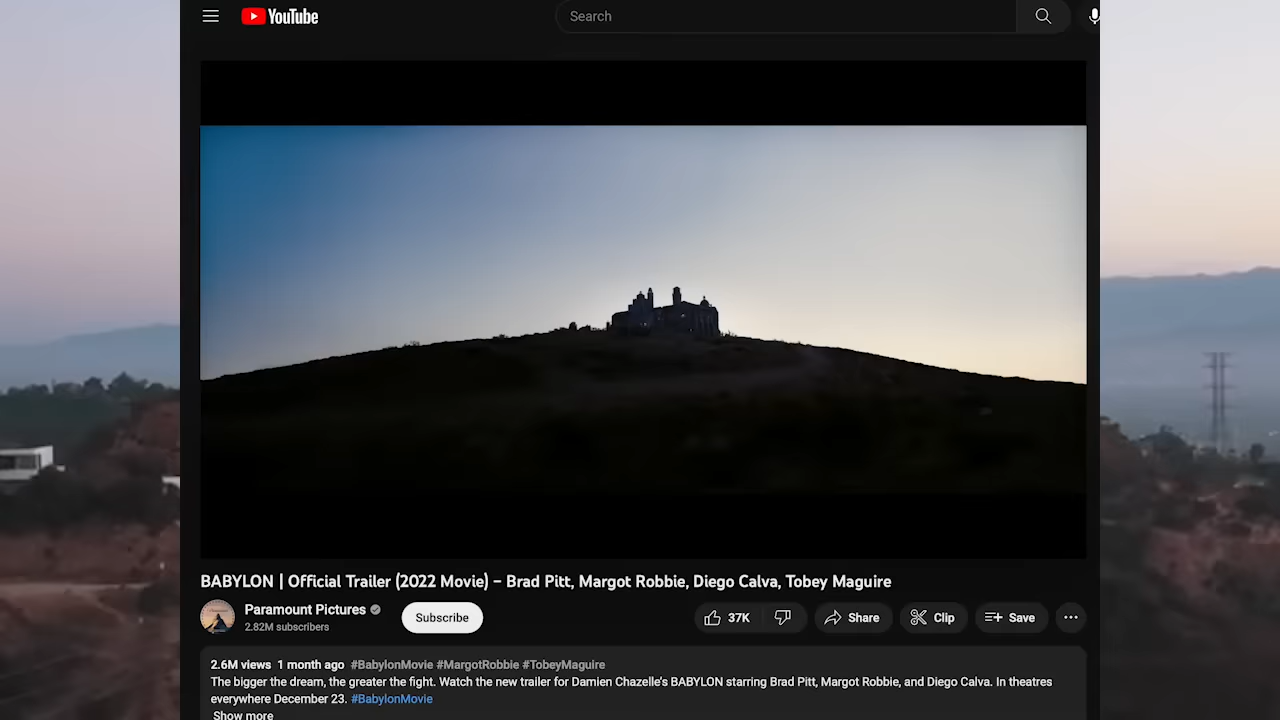 YouTube
Search
BABYLON | Official Trailer (2022 Movie) – Brad Pitt, Margot Robbie, Diego Calva, Tobey Maguire
Paramount Pictures
2.82M subscribers
Subscribe
37K
Share
Clip
Save
2.6M views 1 month ago #BabylonMovie #MargotRobbie #TobeyMaguire
The bigger the dream, the greater the fight. Watch the new trailer for Damien Chazelle's BABYLON starring Brad Pitt, Margot Robbie, and Diego Calva. In theatres
everywhere December 23. #BabylonMovie
Show more